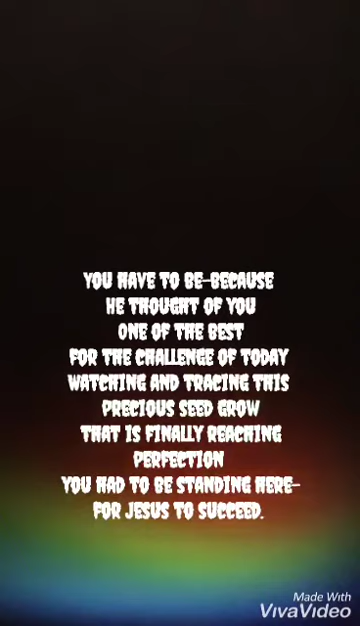 YOU HAVE TO BE-BECAUSE
HE THOUGHT OF YOU
ONE OF THE BEST
FOR THE CHALLENGE OF TODAY
WATCHING AND TRACING THIS
PRECIOUS SEED GROW
THAT IS FINALLY REACHING
PERFECTION
YOU HAD TO BE STANDING HERE-
FOR JESUS TO SUCCEED.
Made With
VivaVideo